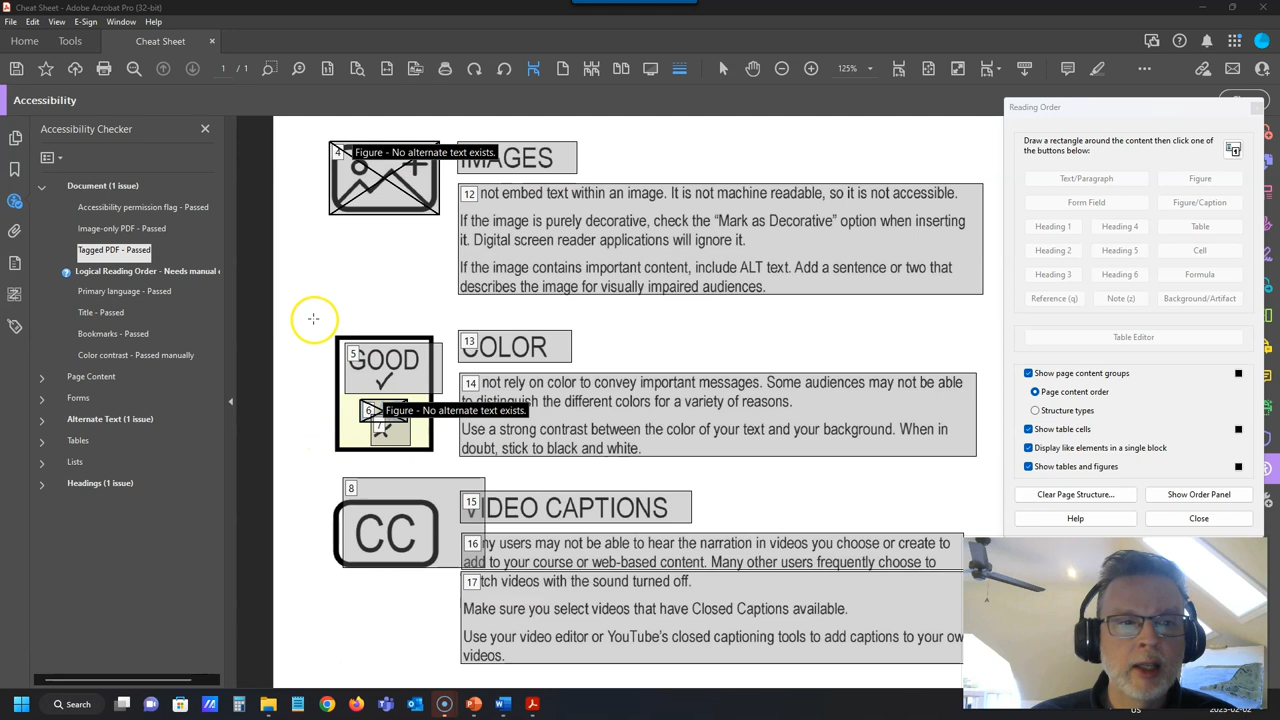 Cheat Sheet - Adobe Acrobat Pro (32-bit)
File Edit View E-Sign Window Help
Home Tools Cheat Sheet ×
1 / 1 125%
Accessibility
Accessibility Checker
Document (1 issue)
Accessibility permission flag - Passed
Image-only PDF - Passed
Tagged PDF - Passed
Logical Reading Order - Needs manual
Primary language - Passed
Title - Passed
Bookmarks - Passed
Color contrast - Passed manually
Page Content
Forms
Alternate Text (1 issue)
Tables
Lists
Headings (1 issue)
4 Figure - No alternate text exists.
IMAGES
12 not embed text within an image. It is not machine readable, so it is not accessible.
If the image is purely decorative, check the “Mark as Decorative” option when inserting
it. Digital screen reader applications will ignore it.
If the image contains important content, include ALT text. Add a sentence or two that
describes the image for visually impaired audiences.
5
GOOD
6 Figure - No alternate text exists.
7
13
COLOR
14 not rely on color to convey important messages. Some audiences may not be able
to distinguish the different colors for a variety of reasons.
Use a strong contrast between the color of your text and your background. When in
doubt, stick to black and white.
8
CC
15
VIDEO CAPTIONS
16 ny users may not be able to hear the narration in videos you choose or create to
add to your course or web-based content. Many other users frequently choose to
17 tch videos with the sound turned off.
Make sure you select videos that have Closed Captions available.
Use your video editor or YouTube’s closed captioning tools to add captions to your ow
videos.
Reading Order
Draw a rectangle around the content then click one of
the buttons below:
Text/Paragraph Figure
Form Field Figure/Caption
Heading 1 Heading 4 Table
Heading 2 Heading 5 Cell
Heading 3 Heading 6 Formula
Reference (q) Note (z) Background/Artifact
Table Editor
Show page content groups
Page content order
Structure types
Show table cells
Display like elements in a single block
Show tables and figures
Clear Page Structure... Show Order Panel
Help Close
Search
US 2023-02-02